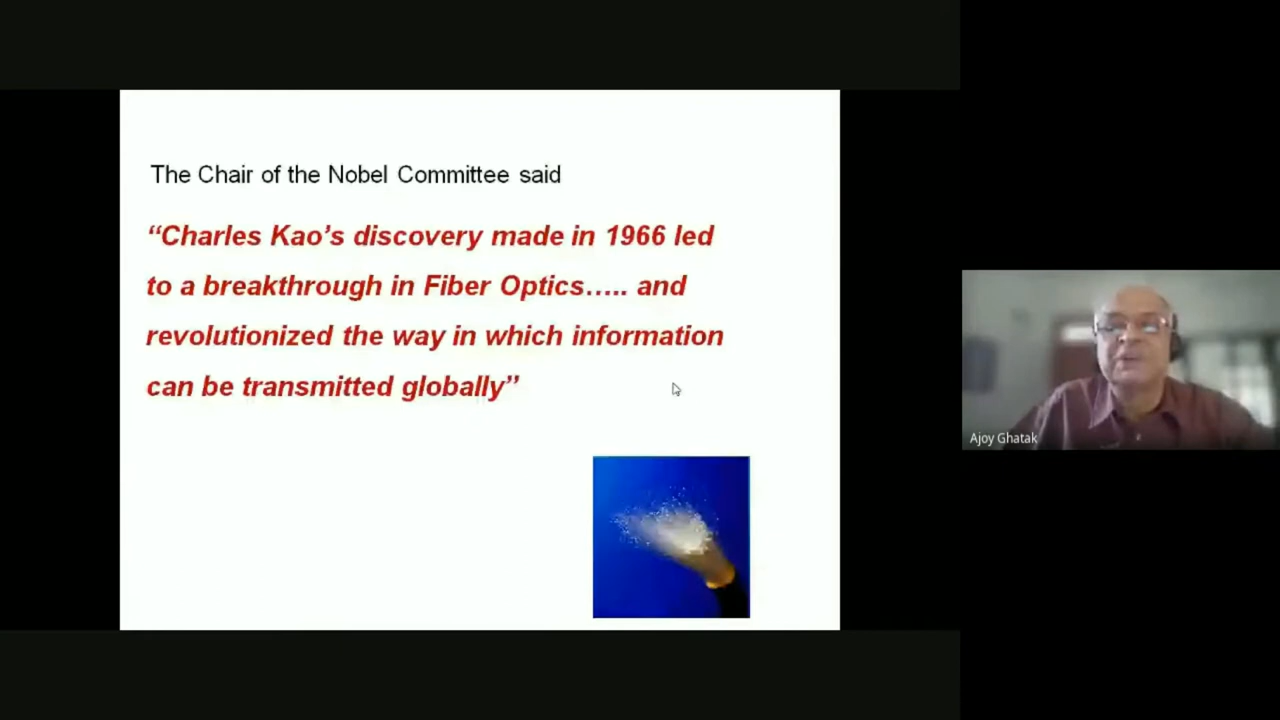 The Chair of the Nobel Committee said
“Charles Kao’s discovery made in 1966 led
to a breakthrough in Fiber Optics….. and
revolutionized the way in which information
can be transmitted globally”
Ajoy Ghatak